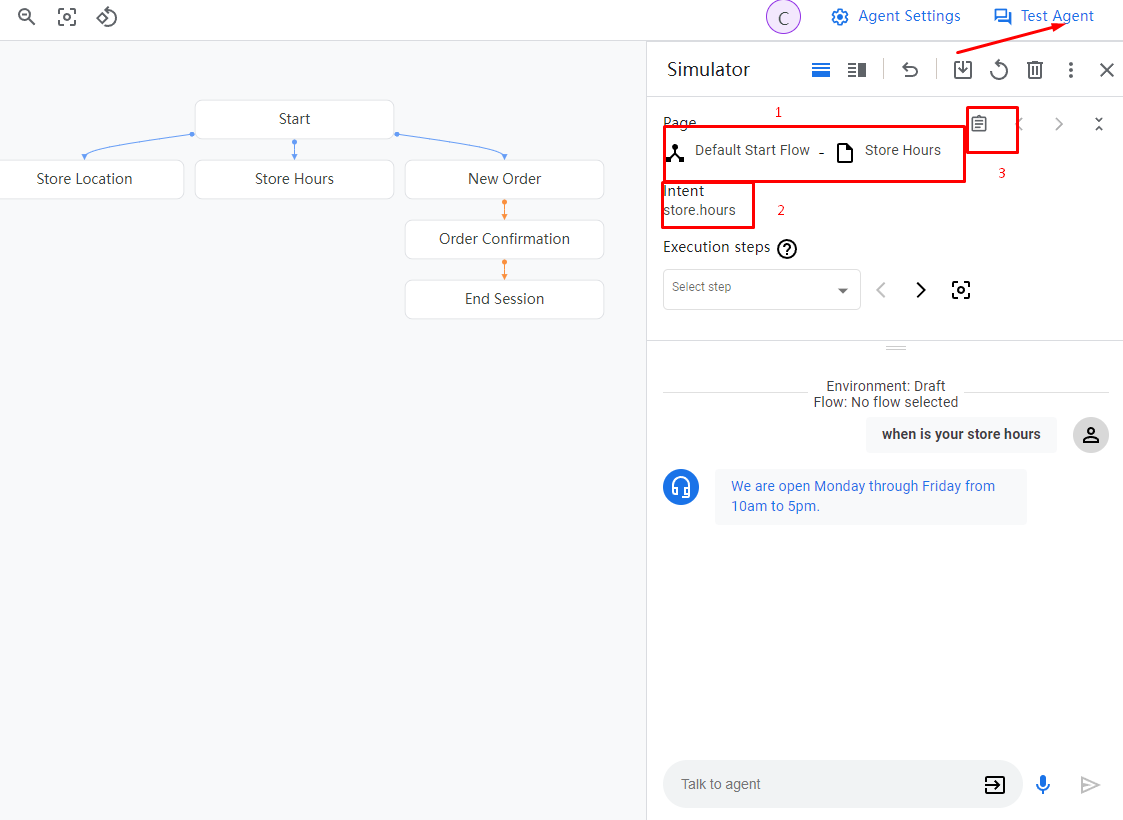 C
Agent Settings
Test Agent
Start
Store Location
Store Hours
New Order
Order Confirmation
End Session
Simulator
1
Page
Default Start Flow - Store Hours
3
Intent
store.hours
2
Execution steps
Select step
Environment: Draft
Flow: No flow selected
when is your store hours
We are open Monday through Friday from
10am to 5pm.
Talk to agent